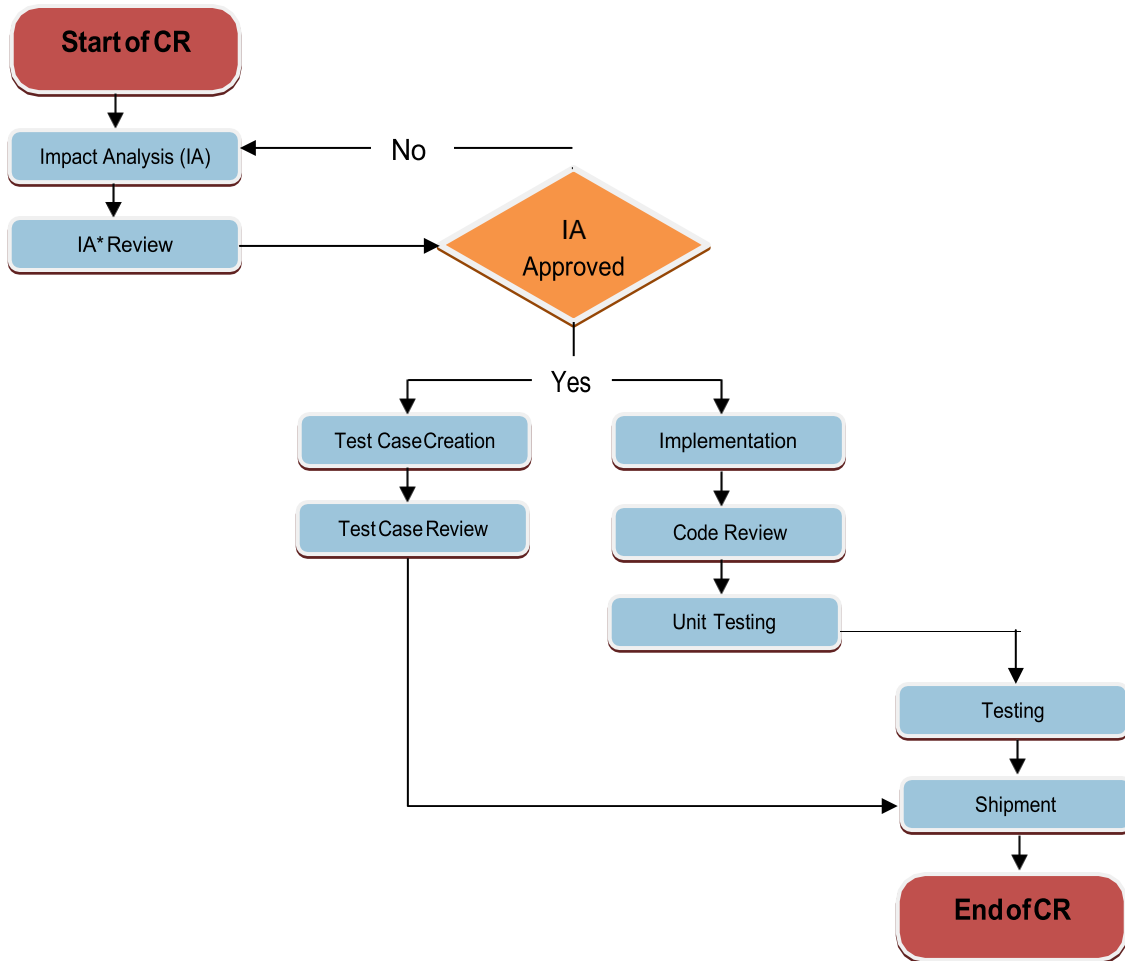 Start of CR
Impact Analysis (IA)
No
IA* Review
IA
Approved
Yes
Test Case Creation
Implementation
Test Case Review
Code Review
Unit Testing
Testing
Shipment
End of CR